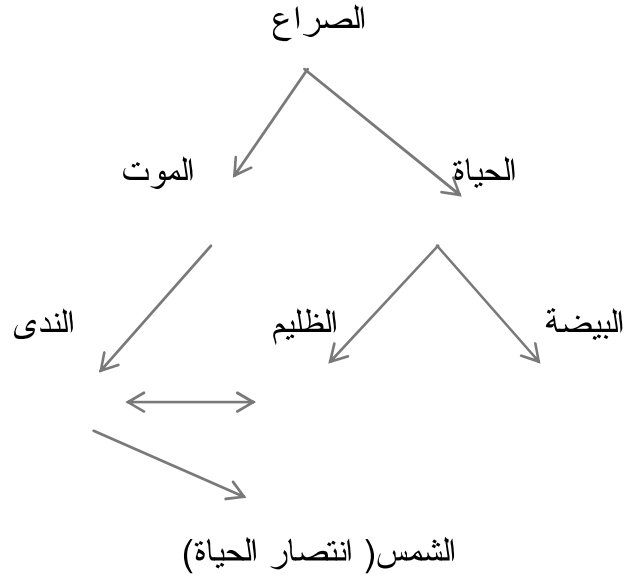 الصراع
الحياة الموت
البيضة الظليم الندى
الشمس( انتصار الحياة)